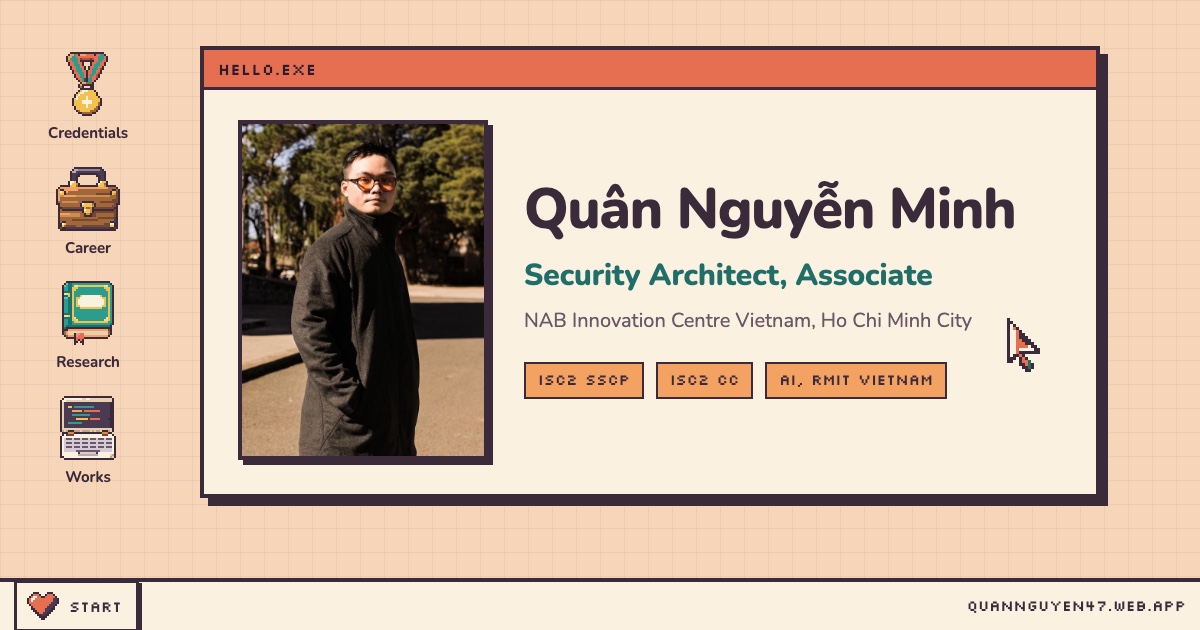 HELLO.EXE
Credentials
Career
Research
Works
Quân Nguyễn Minh
Security Architect, Associate
NAB Innovation Centre Vietnam, Ho Chi Minh City
ISC2 SSCP
ISC2 CC
AI, RMIT VIETNAM
START
QUANNGUYEN47.WEB.APP